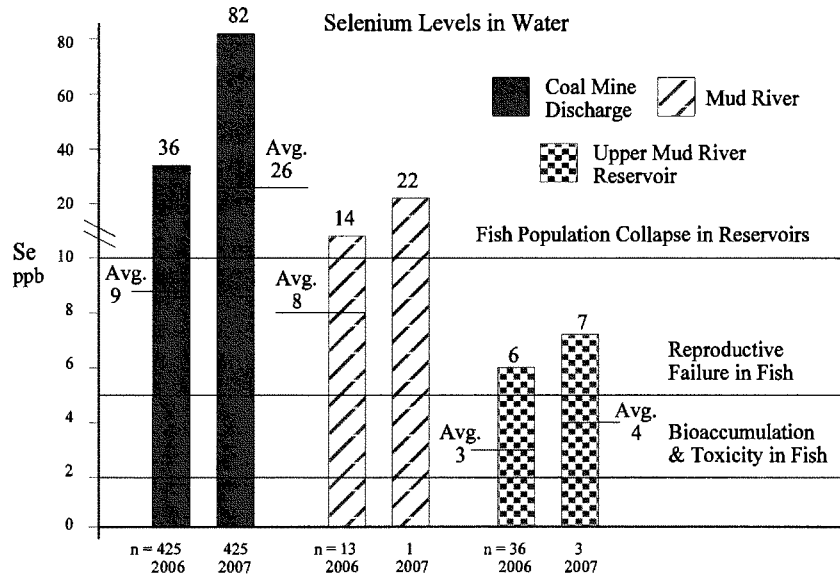 Selenium Levels in Water
Coal Mine
Discharge
Mud River
Upper Mud River
Reservoir
80
60
40
20
10
8
6
4
2
0
Se
ppb
36
82
Avg.
26
Avg.
9
14
22
Avg.
8
6
7
Avg.
3
Avg.
4
Fish Population Collapse in Reservoirs
Reproductive
Failure in Fish
Bioaccumulation
& Toxicity in Fish
n = 425 425 n = 13 1 n = 36 3
2006 2007 2006 2007 2006 2007